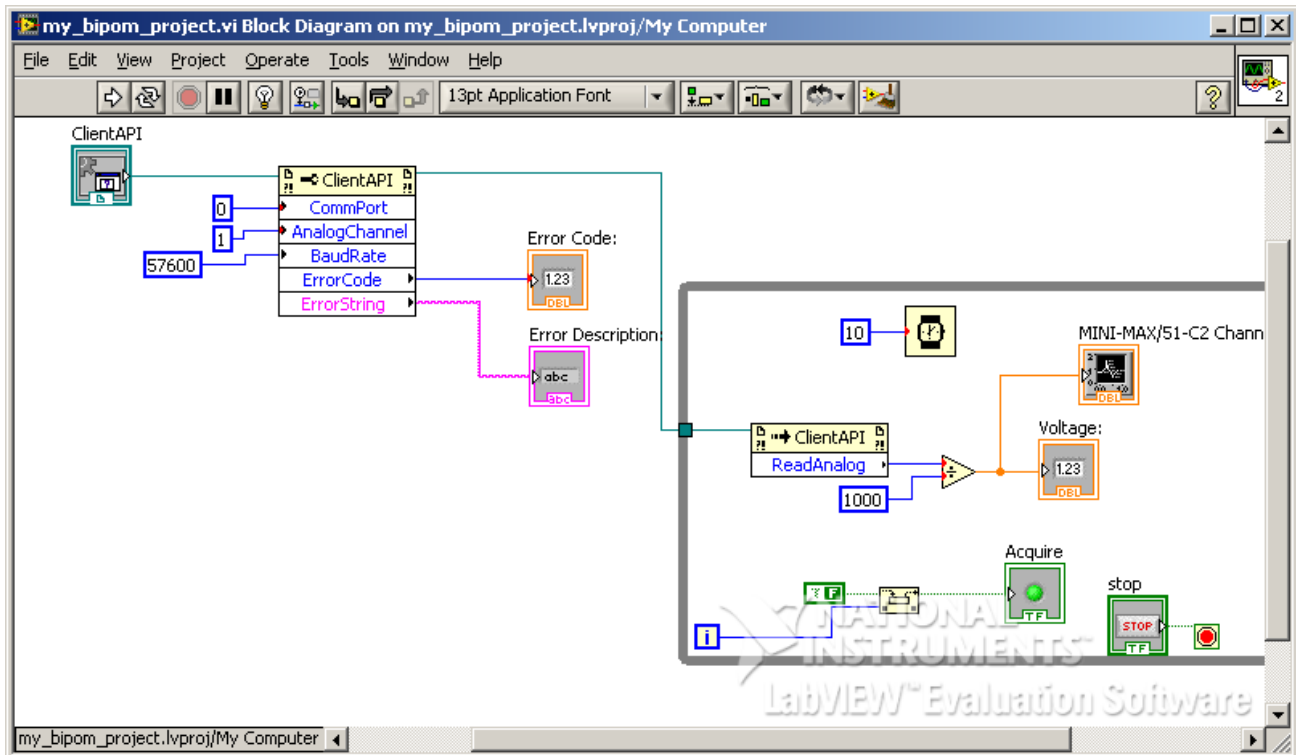 my_bipom_project.vi Block Diagram on my_bipom_project.lvproj/My Computer
File Edit View Project Operate Tools Window Help
13pt Application Font
2
ClientAPI
ClientAPI
0 CommPort
1 AnalogChannel
57600 BaudRate
ErrorCode
ErrorString
Error Code:
1.23
DBL
Error Description:
abc
abc
10
MINI-MAX/51-C2 Chann
DBL
ClientAPI
ReadAnalog
1000
Voltage:
1.23
DBL
Acquire
F
TF
i
stop
STOP
TF
NATIONAL
INSTRUMENTS™
LabVIEW™ Evaluation Software
my_bipom_project.lvproj/My Computer